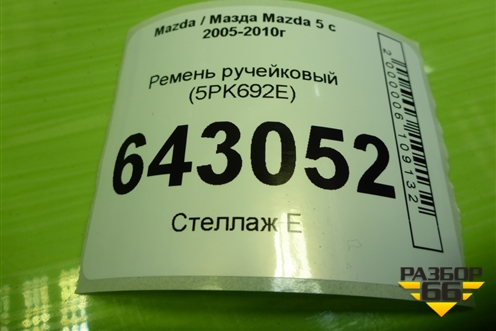 Mazda / Мазда Mazda 5 с
2005-2010г
Ремень ручейковый
(5PK692E)
643052
Стеллаж Е
2000006109132
РАЗБОР
66